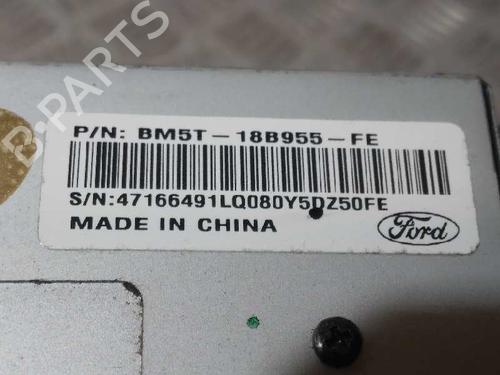 P/N: BM5T-18B955-FE
S/N:47166491LQ080Y5DZ50FE
MADE IN CHINA
Ford
B-PARTS